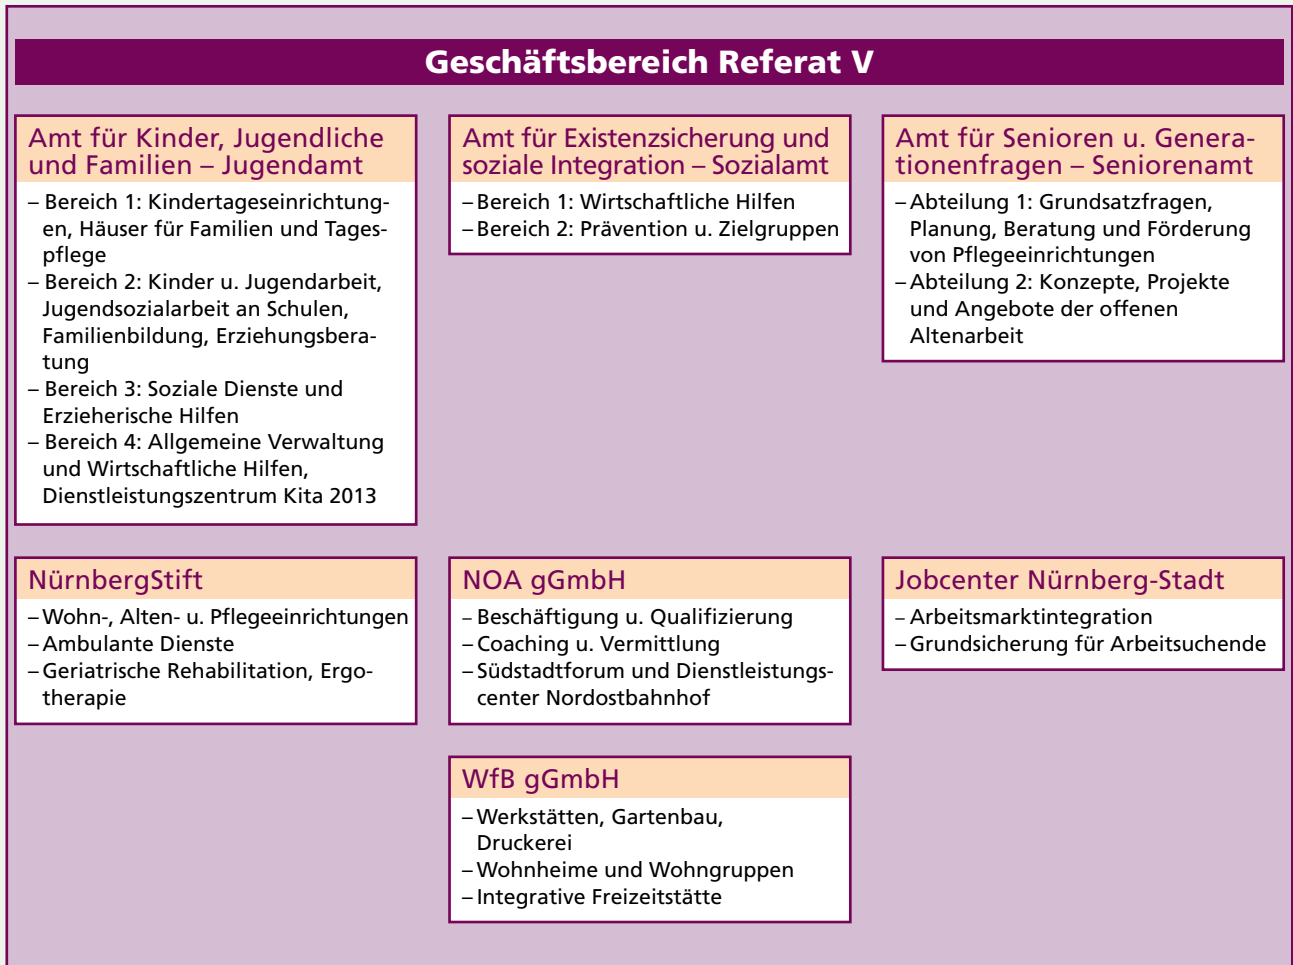 Geschäftsbereich Referat V
Amt für Kinder, Jugendliche
und Familien – Jugendamt
– Bereich 1: Kindertageseinrichtung-
en, Häuser für Familien und Tages-
pflege
– Bereich 2: Kinder u. Jugendarbeit,
Jugendsozialarbeit an Schulen,
Familienbildung, Erziehungsbera-
tung
– Bereich 3: Soziale Dienste und
Erzieherische Hilfen
– Bereich 4: Allgemeine Verwaltung
und Wirtschaftliche Hilfen,
Dienstleistungszentrum Kita 2013
Amt für Existenzsicherung und
soziale Integration – Sozialamt
– Bereich 1: Wirtschaftliche Hilfen
– Bereich 2: Prävention u. Zielgruppen
Amt für Senioren u. Genera-
tionenfragen – Seniorenamt
– Abteilung 1: Grundsatzfragen,
Planung, Beratung und Förderung
von Pflegeeinrichtungen
– Abteilung 2: Konzepte, Projekte
und Angebote der offenen
Altenarbeit
NürnbergStift
– Wohn-, Alten- u. Pflegeeinrichtungen
– Ambulante Dienste
– Geriatrische Rehabilitation, Ergo-
therapie
NOA gGmbH
– Beschäftigung u. Qualifizierung
– Coaching u. Vermittlung
– Südstadtforum und Dienstleistungs-
center Nordostbahnhof
Jobcenter Nürnberg-Stadt
– Arbeitsmarktintegration
– Grundsicherung für Arbeitsuchende
WfB gGmbH
– Werkstätten, Gartenbau,
Druckerei
– Wohnheime und Wohngruppen
– Integrative Freizeitstätte